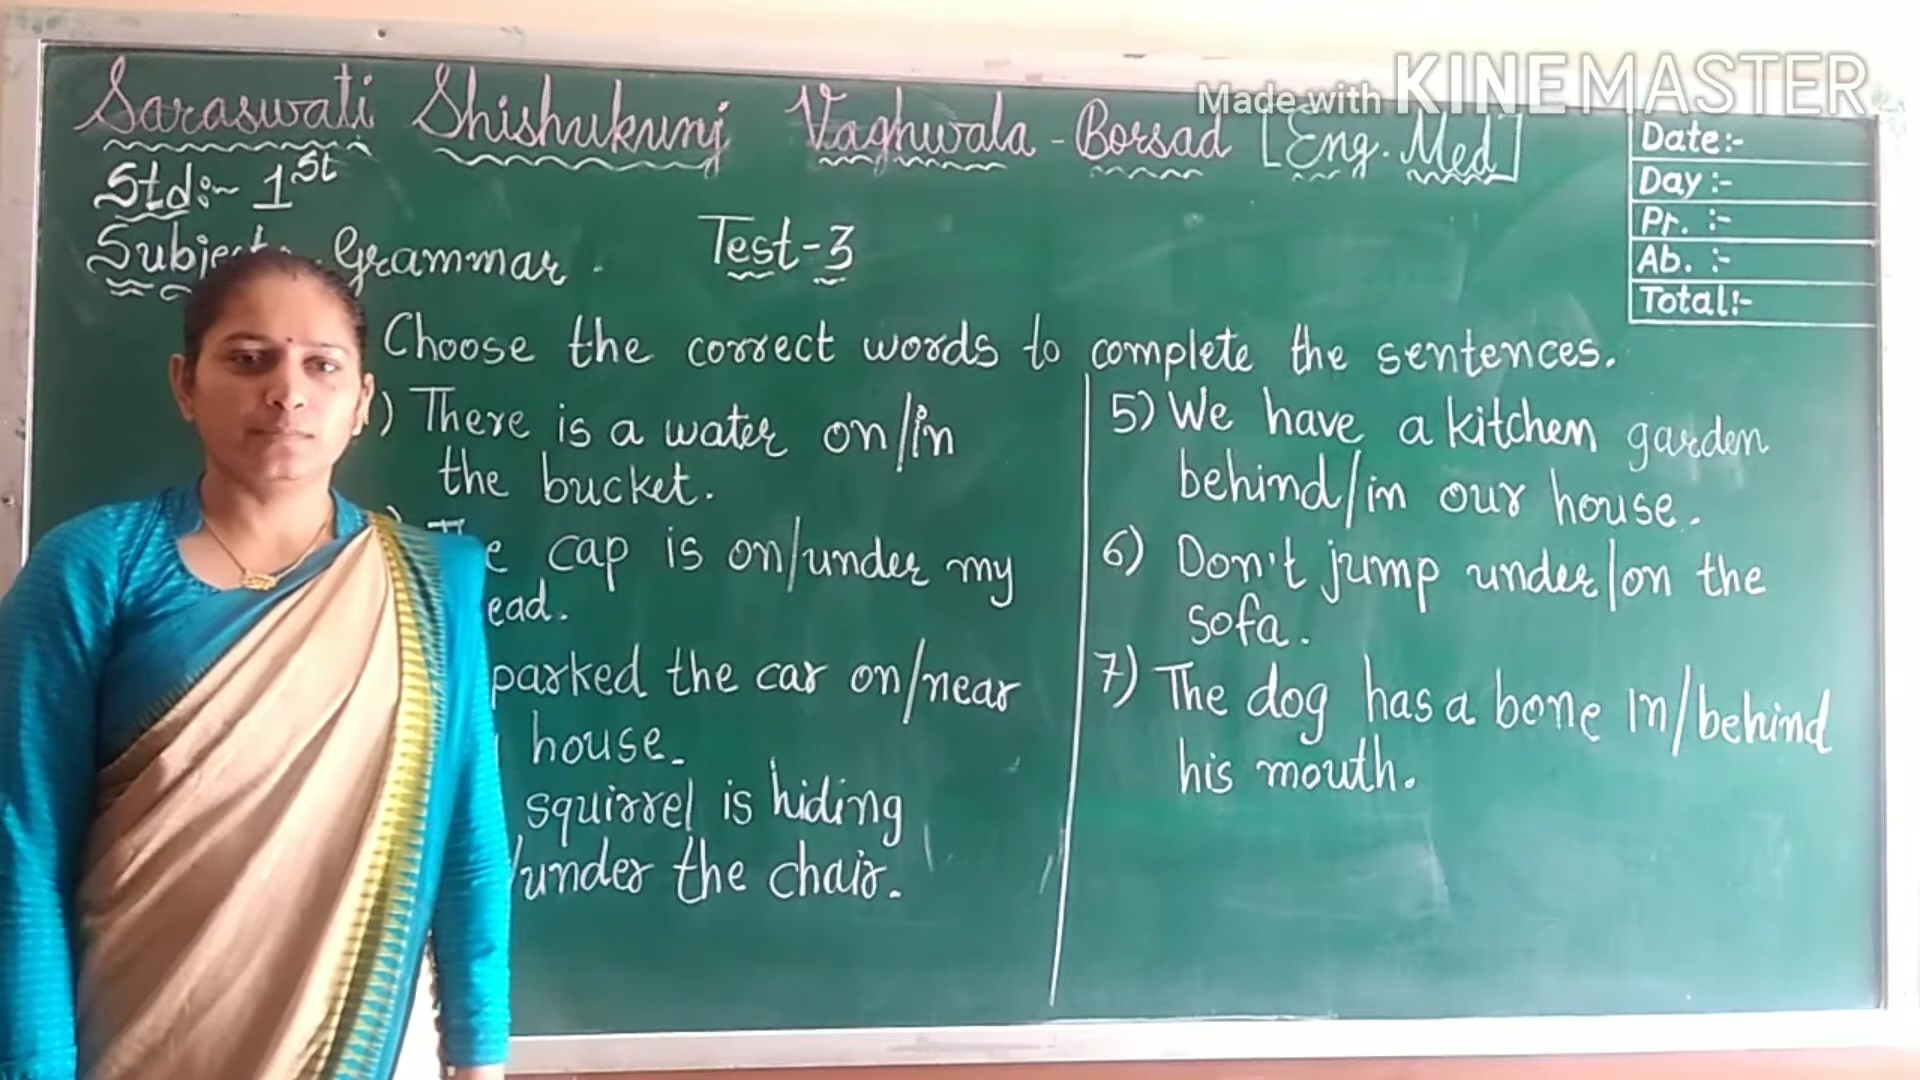 Made with KINEMASTER
Saraswati Shishukunj Vaghwala - Borsad [Eng. Med]
Std:- 1st
Grammar.
Test-3
Date:-
Day :-
Pr. :-
Ab. :-
Total:-
Choose the correct words to complete the sentences.
) There is a water on/in
the bucket.
cap is on/under my
parked the car on/near
house.
squirrel is hiding
/under the chair.
5) We have a kitchen garden
behind/in our house.
6) Don't jump under/on the
sofa.
7) The dog has a bone in/behind
his mouth.